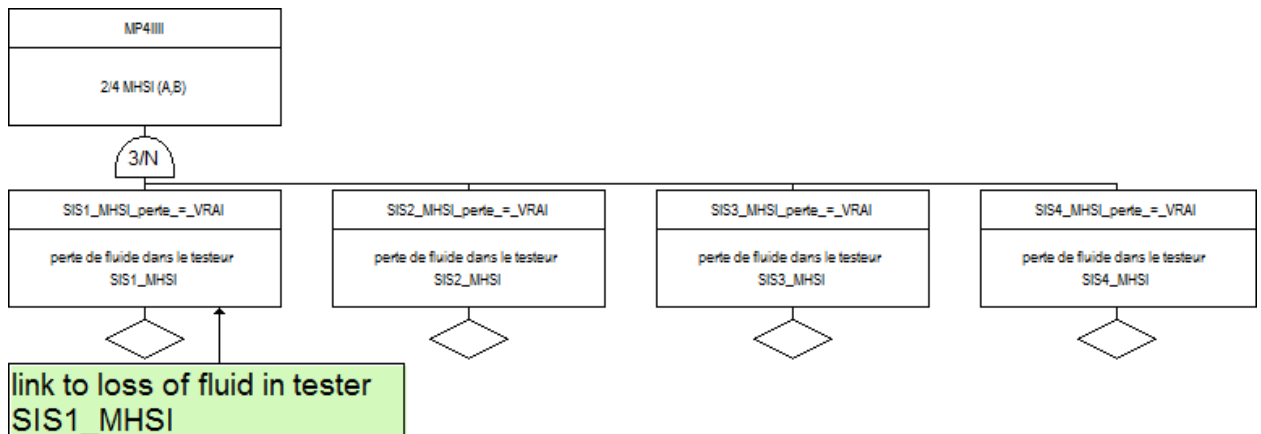 MP4IIII
2/4 MHSI (A,B)
3/N
SIS1_MHSI_perte_=_VRAI
SIS2_MHSI_perte_=_VRAI
SIS3_MHSI_perte_=_VRAI
SIS4_MHSI_perte_=_VRAI
perte de fluide dans le testeur
SIS1_MHSI
perte de fluide dans le testeur
SIS2_MHSI
perte de fluide dans le testeur
SIS3_MHSI
perte de fluide dans le testeur
SIS4_MHSI
link to loss of fluid in tester
SIS1_MHSI